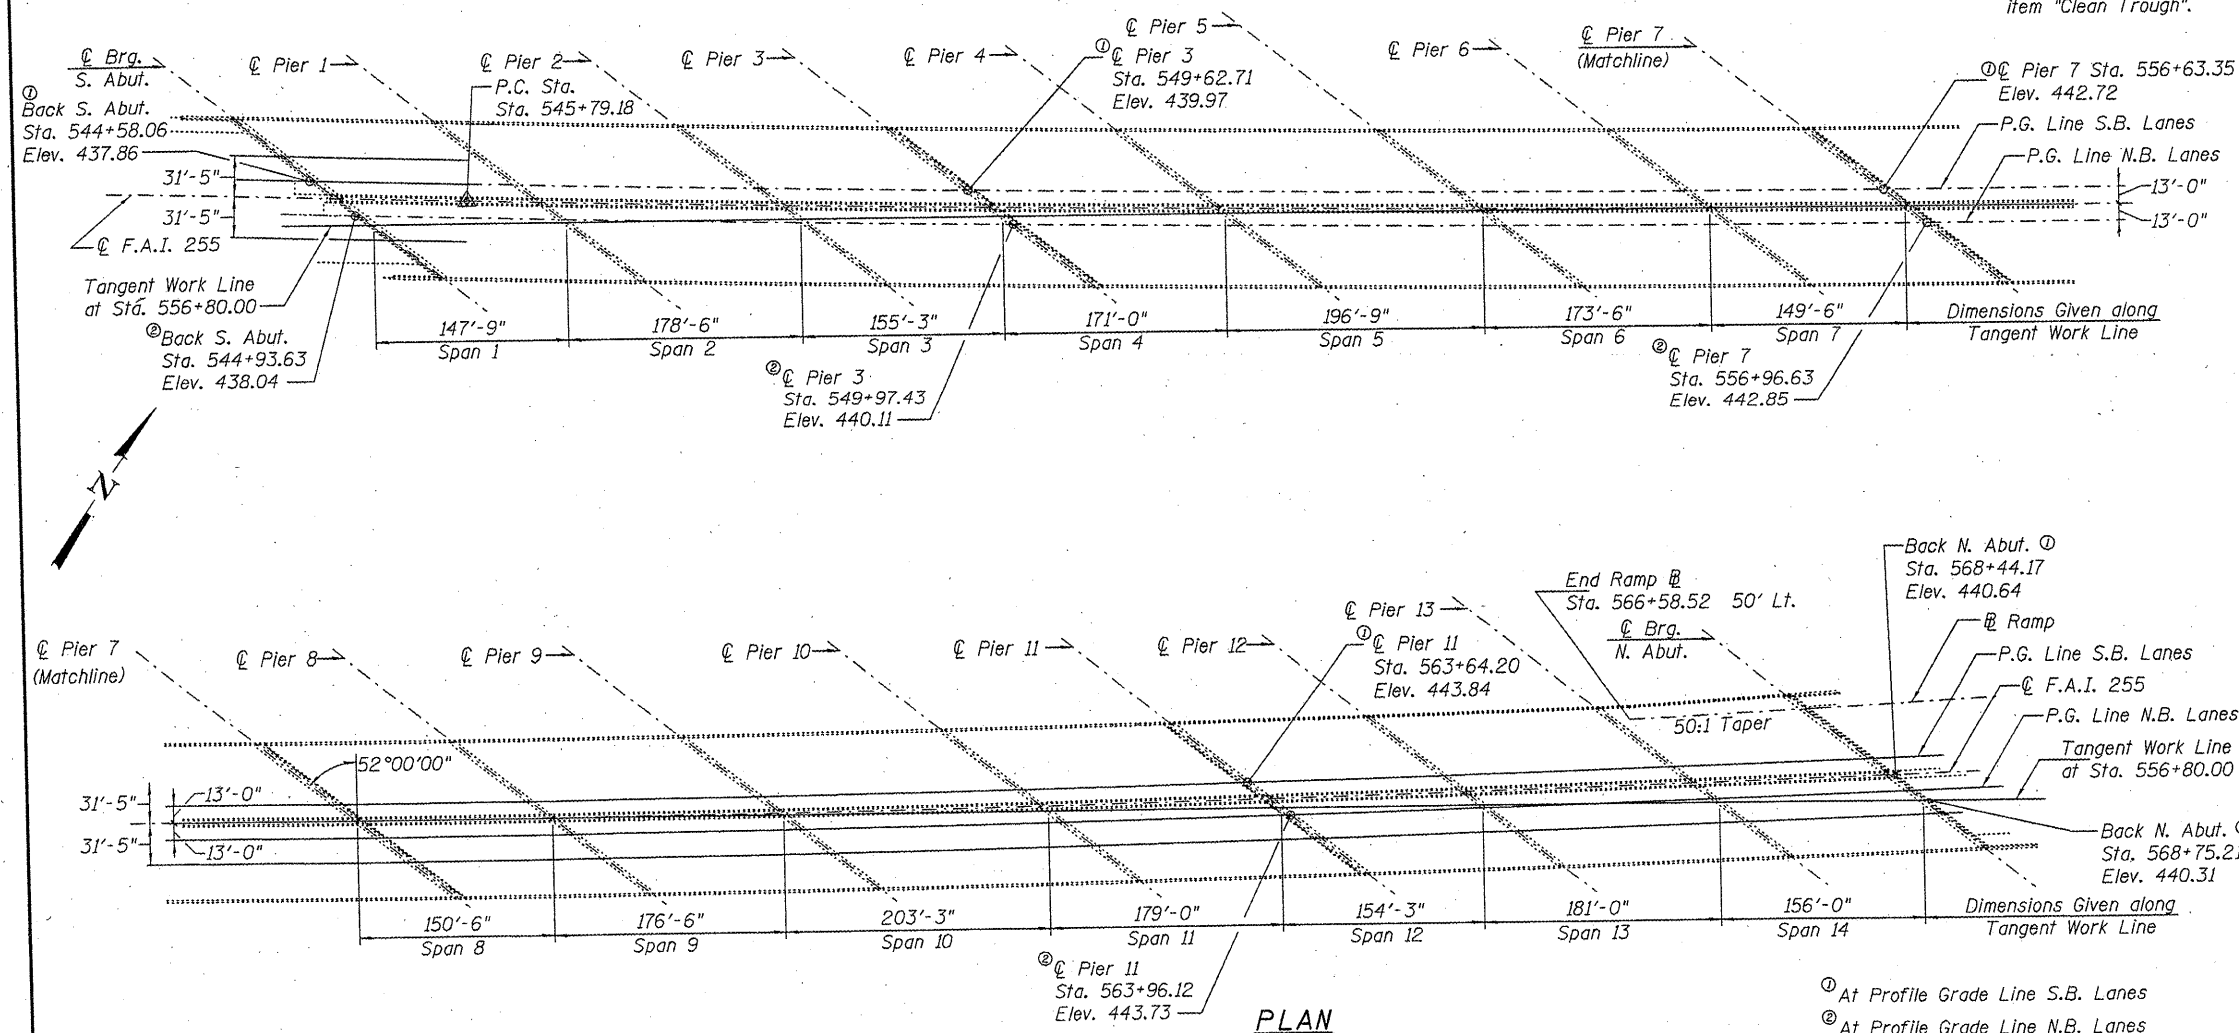 item "Clean Trough".
℄ Brg.
S. Abut.
℄ Pier 1
℄ Pier 2
℄ Pier 3
℄ Pier 4
℄ Pier 5
℄ Pier 6
℄ Pier 7
(Matchline)
① Back S. Abut.
Sta. 544+58.06
Elev. 437.86
P.C. Sta.
Sta. 545+79.18
① ℄ Pier 3
Sta. 549+62.71
Elev. 439.97
① ℄ Pier 7 Sta. 556+63.35
Elev. 442.72
P.G. Line S.B. Lanes
P.G. Line N.B. Lanes
13'-0"
13'-0"
31'-5"
31'-5"
℄ F.A.I. 255
Tangent Work Line
at Sta. 556+80.00
② Back S. Abut.
Sta. 544+93.63
Elev. 438.04
147'-9"
Span 1
178'-6"
Span 2
155'-3"
Span 3
171'-0"
Span 4
196'-9"
Span 5
173'-6"
Span 6
149'-6"
Span 7
Dimensions Given along
Tangent Work Line
② ℄ Pier 3
Sta. 549+97.43
Elev. 440.11
② ℄ Pier 7
Sta. 556+96.63
Elev. 442.85
N
℄ Pier 7
(Matchline)
℄ Pier 8
℄ Pier 9
℄ Pier 10
℄ Pier 11
℄ Pier 12
℄ Pier 13
① ℄ Pier 11
Sta. 563+64.20
Elev. 443.84
End Ramp ⅊
Sta. 566+58.52 50' Lt.
℄ Brg.
N. Abut.
Back N. Abut. ①
Sta. 568+44.17
Elev. 440.64
⅊ Ramp
P.G. Line S.B. Lanes
℄ F.A.I. 255
P.G. Line N.B. Lanes
Tangent Work Line
at Sta. 556+80.00
50:1 Taper
52°00'00"
31'-5"
13'-0"
31'-5"
13'-0"
Back N. Abut.
Sta. 568+75.21
Elev. 440.31
150'-6"
Span 8
176'-6"
Span 9
203'-3"
Span 10
179'-0"
Span 11
154'-3"
Span 12
181'-0"
Span 13
156'-0"
Span 14
Dimensions Given along
Tangent Work Line
② ℄ Pier 11
Sta. 563+96.12
Elev. 443.73
PLAN
① At Profile Grade Line S.B. Lanes
② At Profile Grade Line N.B. Lanes